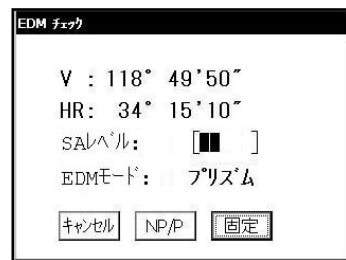 EDM ﾁｪｯｸ
V : 118° 49'50"
HR: 34° 15'10"
SAﾚﾍﾞﾙ: [██ ]
EDMﾓｰﾄﾞ: ﾌﾟﾘｽﾞﾑ
ｷｬﾝｾﾙ NP/P 固定